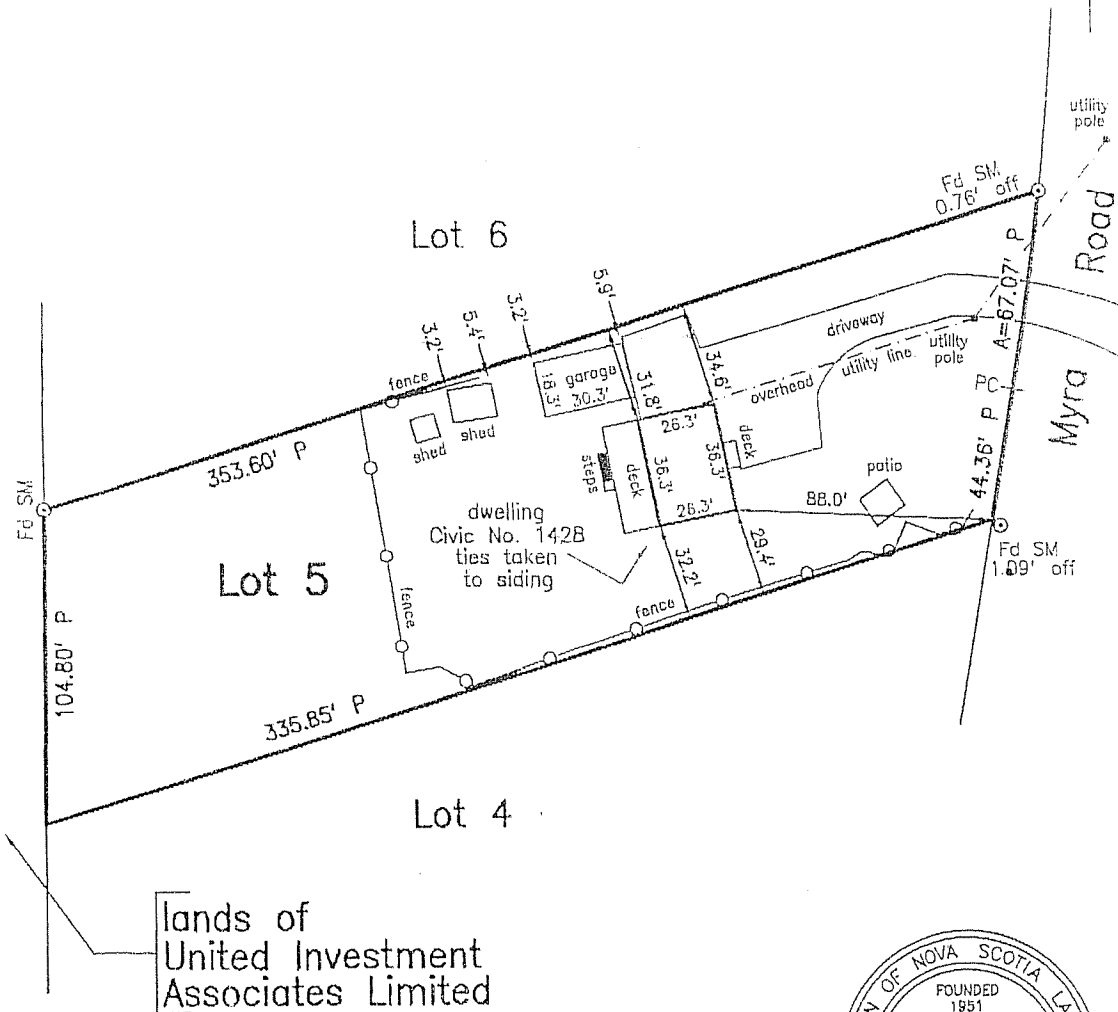 utility
pole
Fd SM
0.76' off
Road
Lot 6
A=67.07' P
5.9'
3.2'
5.4'
3.2'
driveway
fence
garage
18.3'
30.3'
31.8'
34.6'
overhead
utility line
utility
pole
PC
Myra
26.3'
shed
shed
353.60' P
deck
36.3'
36.3'
deck
steps
patio
44.36' P
Fd SM
88.0'
dwelling
Civic No. 1428
ties taken
to siding
26.3'
29.4'
32.2'
Fd SM
1.09' off
Lot 5
fence
fence
104.80' P
335.85' P
Lot 4
lands of
United Investment
Associates Limited
OF NOVA SCOTIA LA
FOUNDED
1951